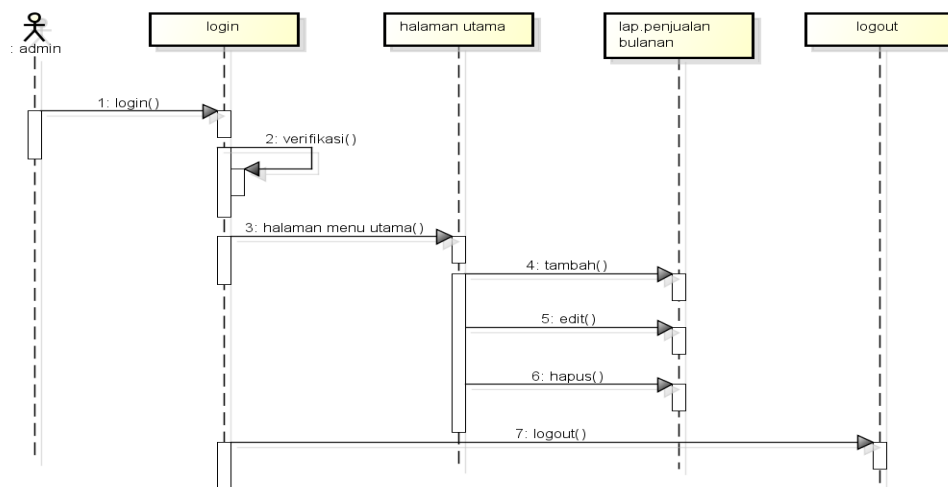 : admin
login
halaman utama
lap.penjualan
bulanan
logout
1: login()
2: verifikasi()
3: halaman menu utama()
4: tambah()
5: edit()
6: hapus()
7: logout()